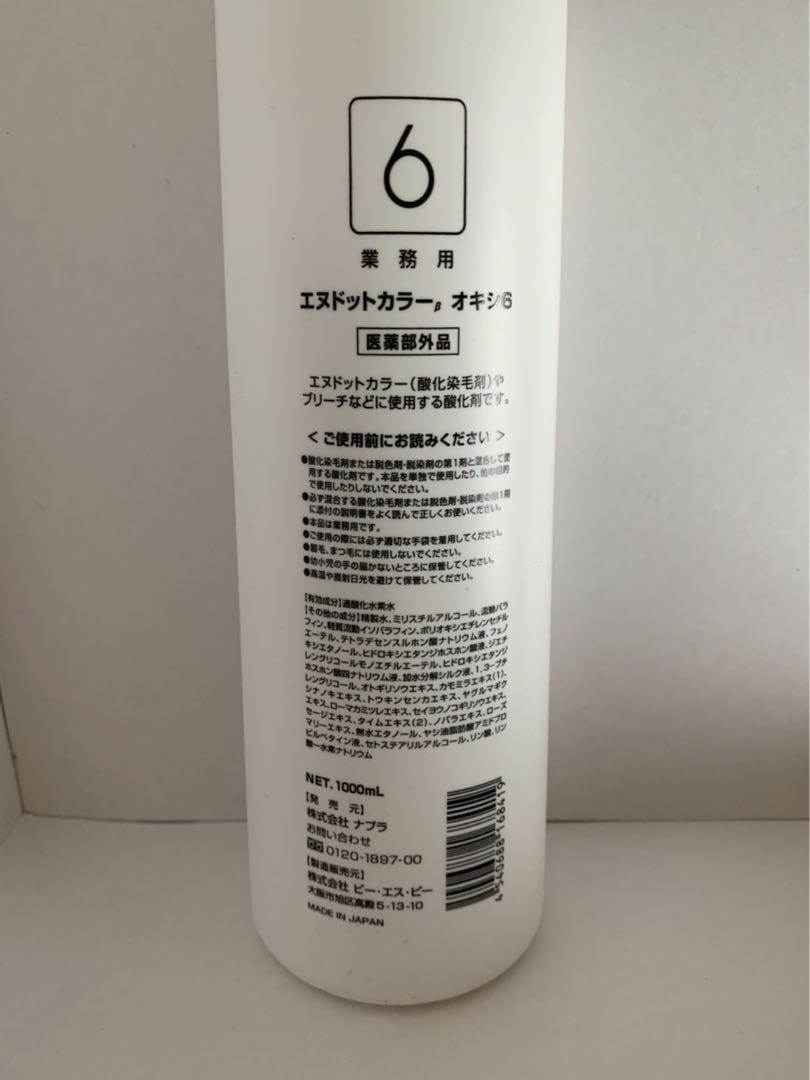 6
業務用
エヌドットカラーβ オキシ6
医薬部外品
エヌドットカラー(酸化染毛剤)や
ブリーチなどに使用する酸化剤です。
<ご使用前にお読みください>
●酸化染毛剤または脱色剤・脱染剤の第1剤と混合して使
用する酸化剤です。本品を単独で使用したり、他の目的
で使用したりしないでください。
●必ず混合する酸化染毛剤または脱色剤・脱染剤の第1剤
に添付の説明書をよく読んで正しくお使いください。
●本品は業務用です。
●ご使用の際には必ず適切な手袋を着用してください。
●眉毛、まつ毛には使用しないでください。
●幼小児の手の届かないところに保管してください。
●高温や直射日光を避けて保管してください。
【有効成分】過酸化水素水
【その他の成分】精製水、ミリスチルアルコール、流動パラ
フィン、軽質流動イソパラフィン、ポリオキシエチレンセチル
エーテル、テトラデセンスルホン酸ナトリウム液、フェノ
キシエタノール、ヒドロキシエタンジホスホン酸液、ジエチ
レングリコールモノエチルエーテル、ヒドロキシエタンジ
ホスホン酸四ナトリウム液、加水分解シルク液、1,3-ブチ
レングリコール、オトギリソウエキス、カモミラエキス(1)、
シナノキエキス、トウキンセンカエキス、ヤグルマギク
エキス、ローマカミツレエキス、セイヨウノコギリソウエキス、
セージエキス、タイムエキス(2)、ノバラエキス、ローズ
マリーエキス、無水エタノール、ヤシ油脂肪酸アミドプロ
ピルベタイン液、セトステアリルアルコール、リン酸、リン
酸一水素ナトリウム
NET.1000mL
【発売元】
株式会社 ナプラ
お問い合わせ
0120-1897-00
【製造販売元】
株式会社 ピー・エス・ピー
大阪市旭区高殿5-13-10
MADE IN JAPAN
4540688168419